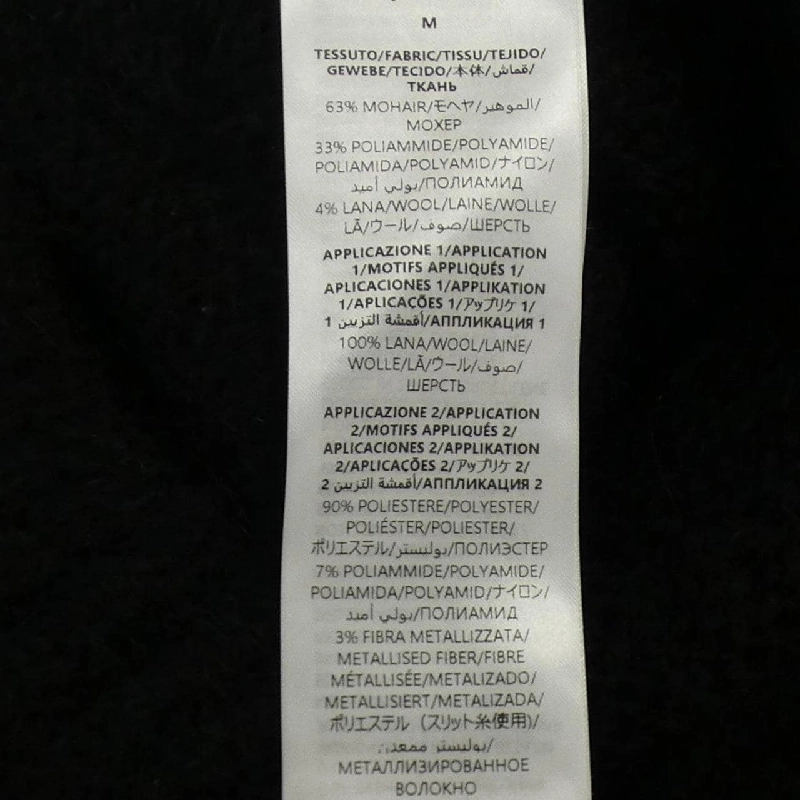 M
TESSUTO/FABRIC/TISSU/TEJIDO/
GEWEBE/TECIDO/本体/قماش/
ТКАНЬ
63% MOHAIR/モヘヤ/الموهير/
МОХЕР
33% POLIAMMIDE/POLYAMIDE/
POLIAMIDA/POLYAMID/ナイロン/
بولي أميد/ПОЛИАМИД
4% LANA/WOOL/LAINE/WOLLE/
LÃ/ウール/صوف/ШЕРСТЬ
APPLICAZIONE 1/APPLICATION
1/MOTIFS APPLIQUÉS 1/
APLICACIONES 1/APPLIKATION
1/APLICAÇÕES 1/アップリケ 1/
أقمشة التزيين 1/АППЛИКАЦИЯ 1
100% LANA/WOOL/LAINE/
WOLLE/LÃ/ウール/صوف/
ШЕРСТЬ
APPLICAZIONE 2/APPLICATION
2/MOTIFS APPLIQUÉS 2/
APLICACIONES 2/APPLIKATION
2/APLICAÇÕES 2/アップリケ 2/
أقمشة التزيين 2/АППЛИКАЦИЯ 2
90% POLIESTERE/POLYESTER/
POLIÉSTER/POLIESTER/
ポリエステル/بوليستر/ПОЛИЭСТЕР
7% POLIAMMIDE/POLYAMIDE/
POLIAMIDA/POLYAMID/ナイロン/
بولي أميد/ПОЛИАМИД
3% FIBRA METALLIZZATA/
METALLISED FIBER/FIBRE
MÉTALLISÉE/METALIZADO/
METALLISIERT/METALIZADA/
ポリエステル (スリット糸使用)/
بوليستر ممعدن/
МЕТАЛЛИЗИРОВАННОЕ
ВОЛОКНО